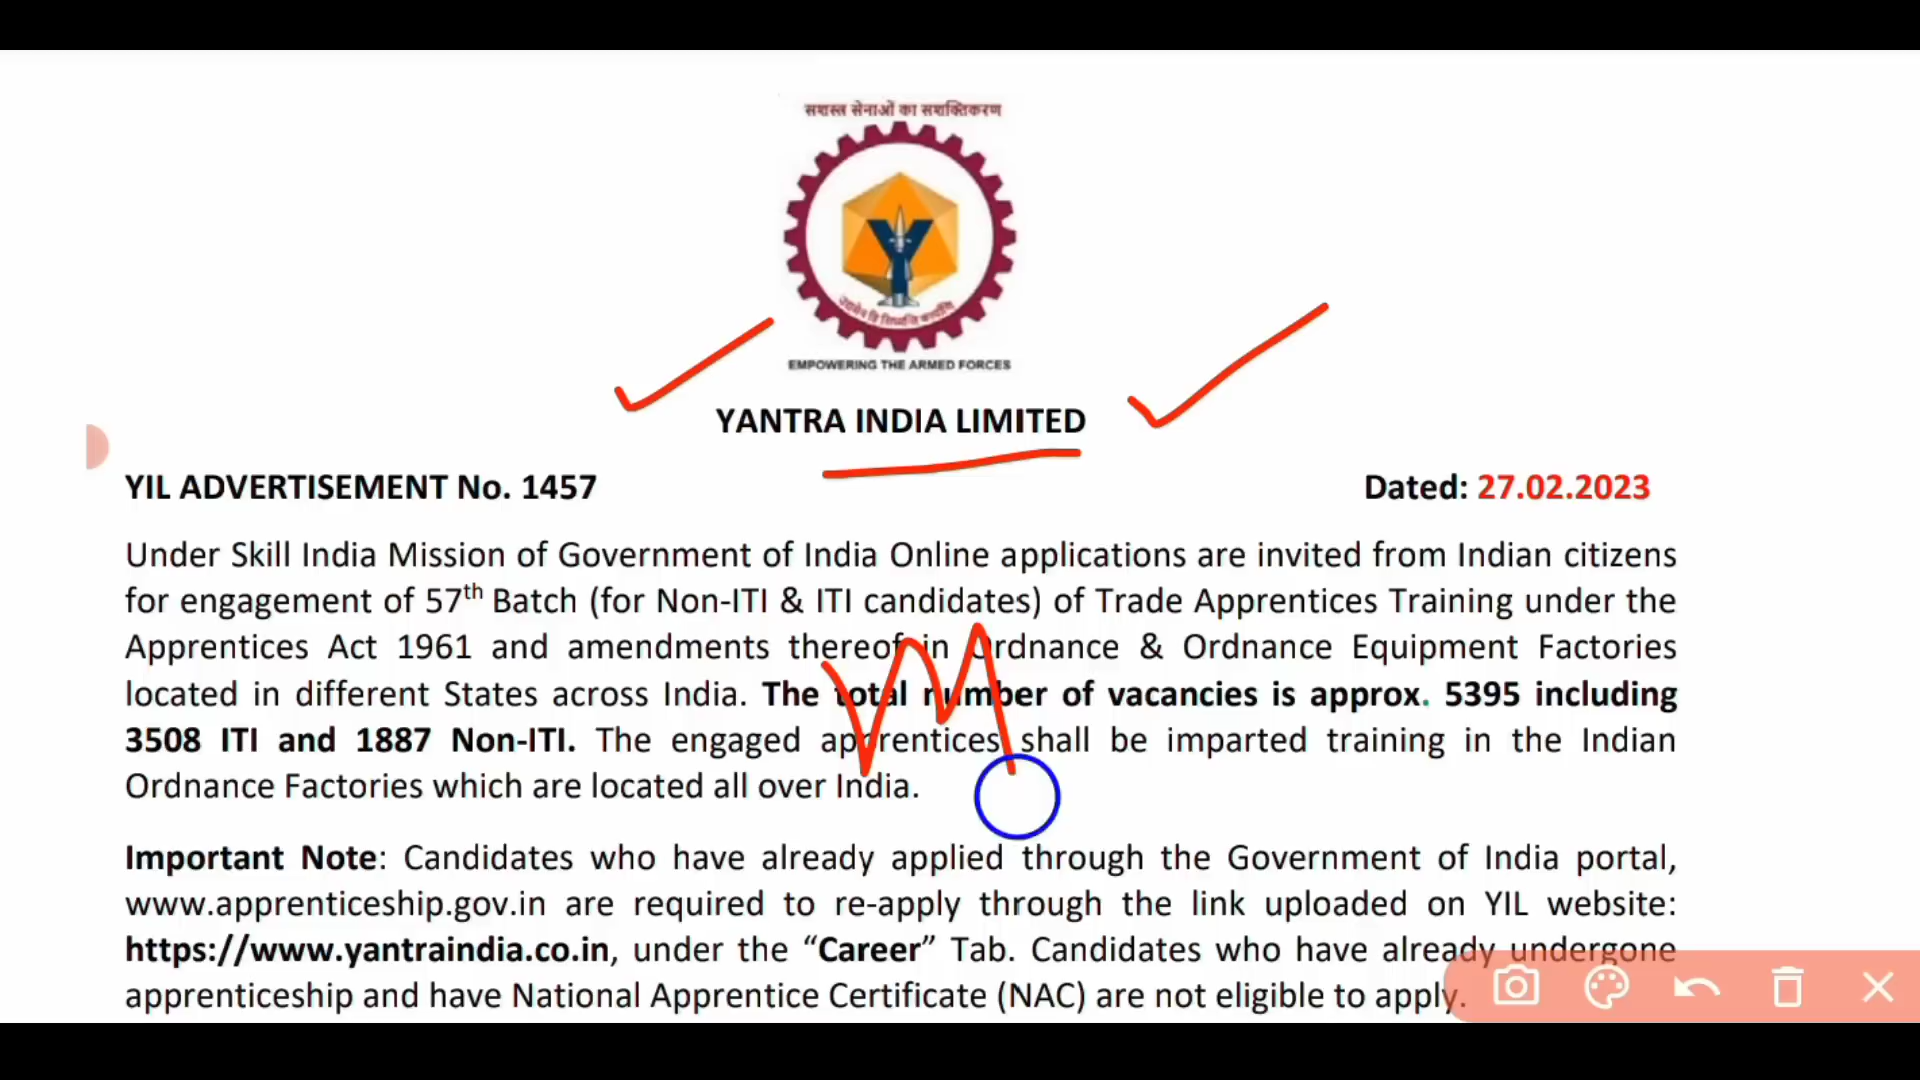 सशस्त्र सेनाओं का सशक्तिकरण
EMPOWERING THE ARMED FORCES
YANTRA INDIA LIMITED
YIL ADVERTISEMENT No. 1457
Dated: 27.02.2023
Under Skill India Mission of Government of India Online applications are invited from Indian citizens
for engagement of 57th Batch (for Non-ITI & ITI candidates) of Trade Apprentices Training under the
Apprentices Act 1961 and amendments thereof in Ordnance & Ordnance Equipment Factories
located in different States across India. The total number of vacancies is approx. 5395 including
3508 ITI and 1887 Non-ITI. The engaged apprentices shall be imparted training in the Indian
Ordnance Factories which are located all over India.
Important Note: Candidates who have already applied through the Government of India portal,
www.apprenticeship.gov.in are required to re-apply through the link uploaded on YIL website:
https://www.yantraindia.co.in, under the “Career” Tab. Candidates who have already undergone
apprenticeship and have National Apprentice Certificate (NAC) are not eligible to apply.